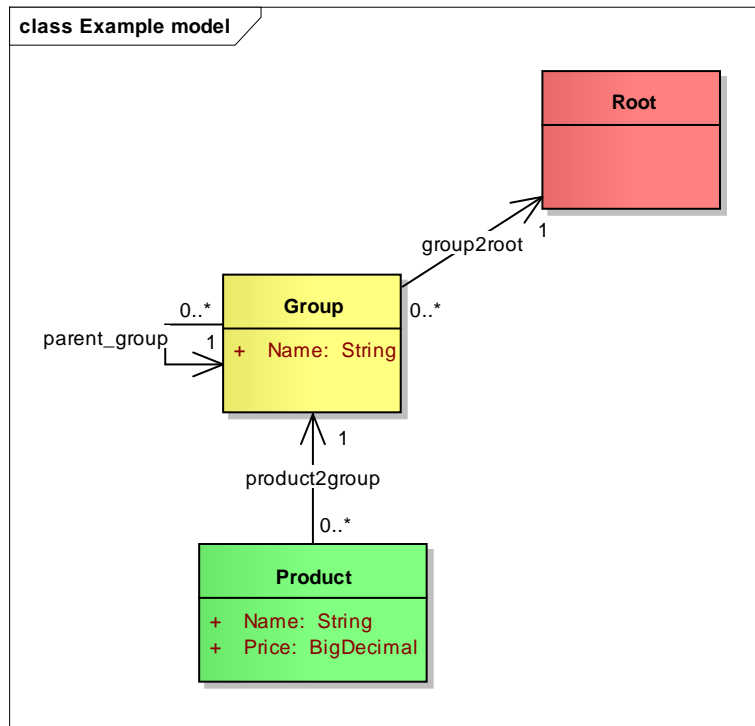 class Example model
Root
group2root
1
Group
0..*
0..*
parent_group
1
+ Name: String
1
product2group
0..*
Product
+ Name: String
+ Price: BigDecimal